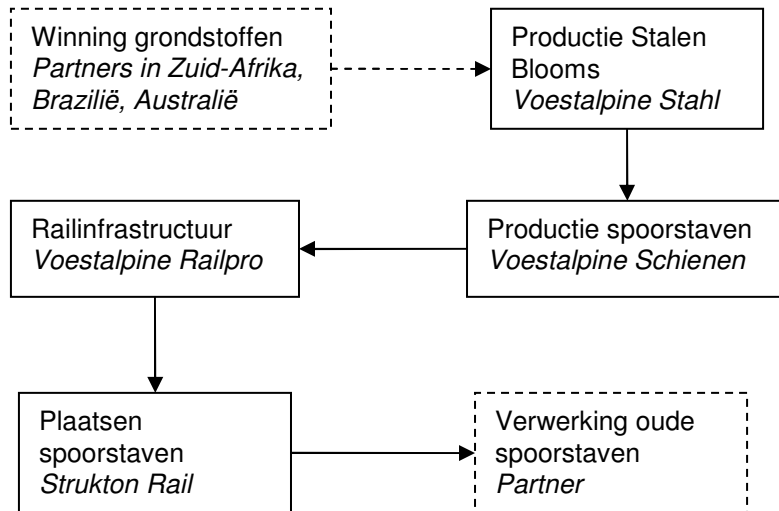 Winning grondstoffen
Partners in Zuid-Afrika,
Brazilië, Australië
Productie Stalen
Blooms
Voestalpine Stahl
Railinfrastructuur
Voestalpine Railpro
Productie spoorstaven
Voestalpine Schienen
Plaatsen
spoorstaven
Strukton Rail
Verwerking oude
spoorstaven
Partner